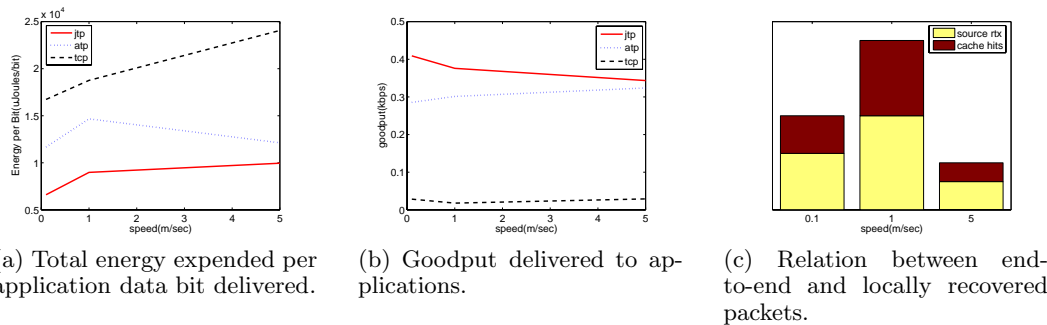 x 10^4
2.5
2
1.5
1
0.5
0 1 2 3 4 5
speed(m/sec)
Energy per Bit(uJoules/bit)
jtp
atp
tcp
0.5
0.4
0.3
0.2
0.1
0
0 1 2 3 4 5
speed(m/sec)
goodput(kbps)
jtp
atp
tcp
source rtx
cache hits
0.1 1 5
speed(m/sec)
a) Total energy expended per
application data bit delivered.
(b) Goodput delivered to ap-
plications.
(c) Relation between end-
to-end and locally recovered
packets.